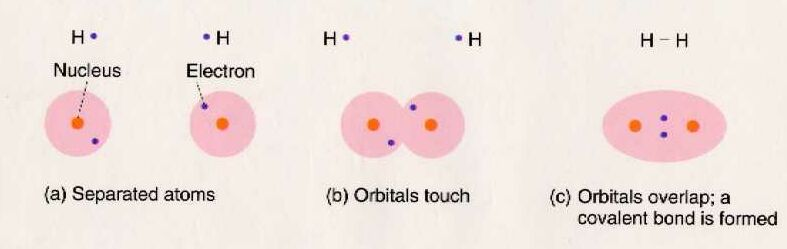 H • • H H • • H H – H
Nucleus Electron
(a) Separated atoms (b) Orbitals touch (c) Orbitals overlap; a
covalent bond is formed